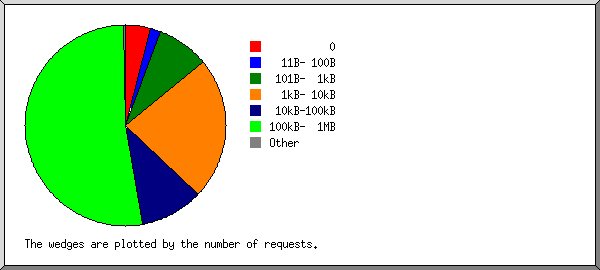 0
11B- 100B
101B- 1kB
1kB- 10kB
10kB-100kB
100kB- 1MB
Other
The wedges are plotted by the number of requests.